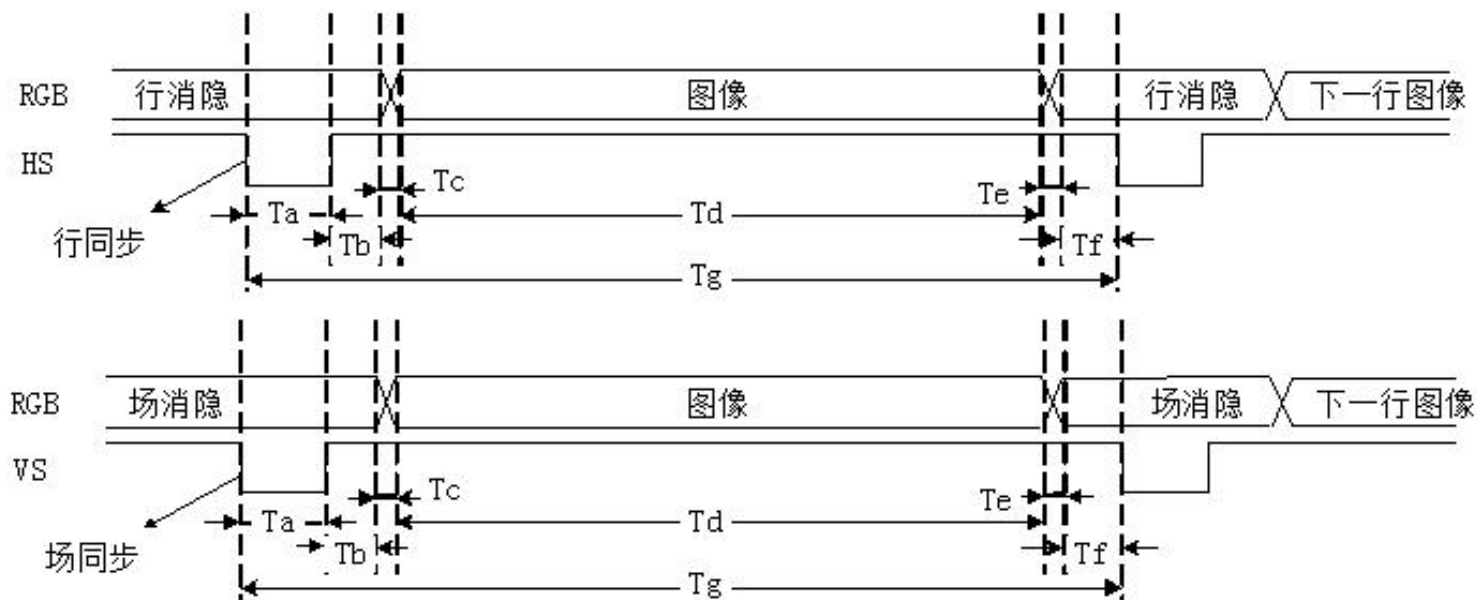 RGB 行消隐 图像 行消隐 下一行图像
HS
Tc Te
Ta Td
行同步 Tb Tf
Tg
RGB 场消隐 图像 场消隐 下一行图像
VS
Tc Te
Ta Td
场同步 Tb Tf
Tg